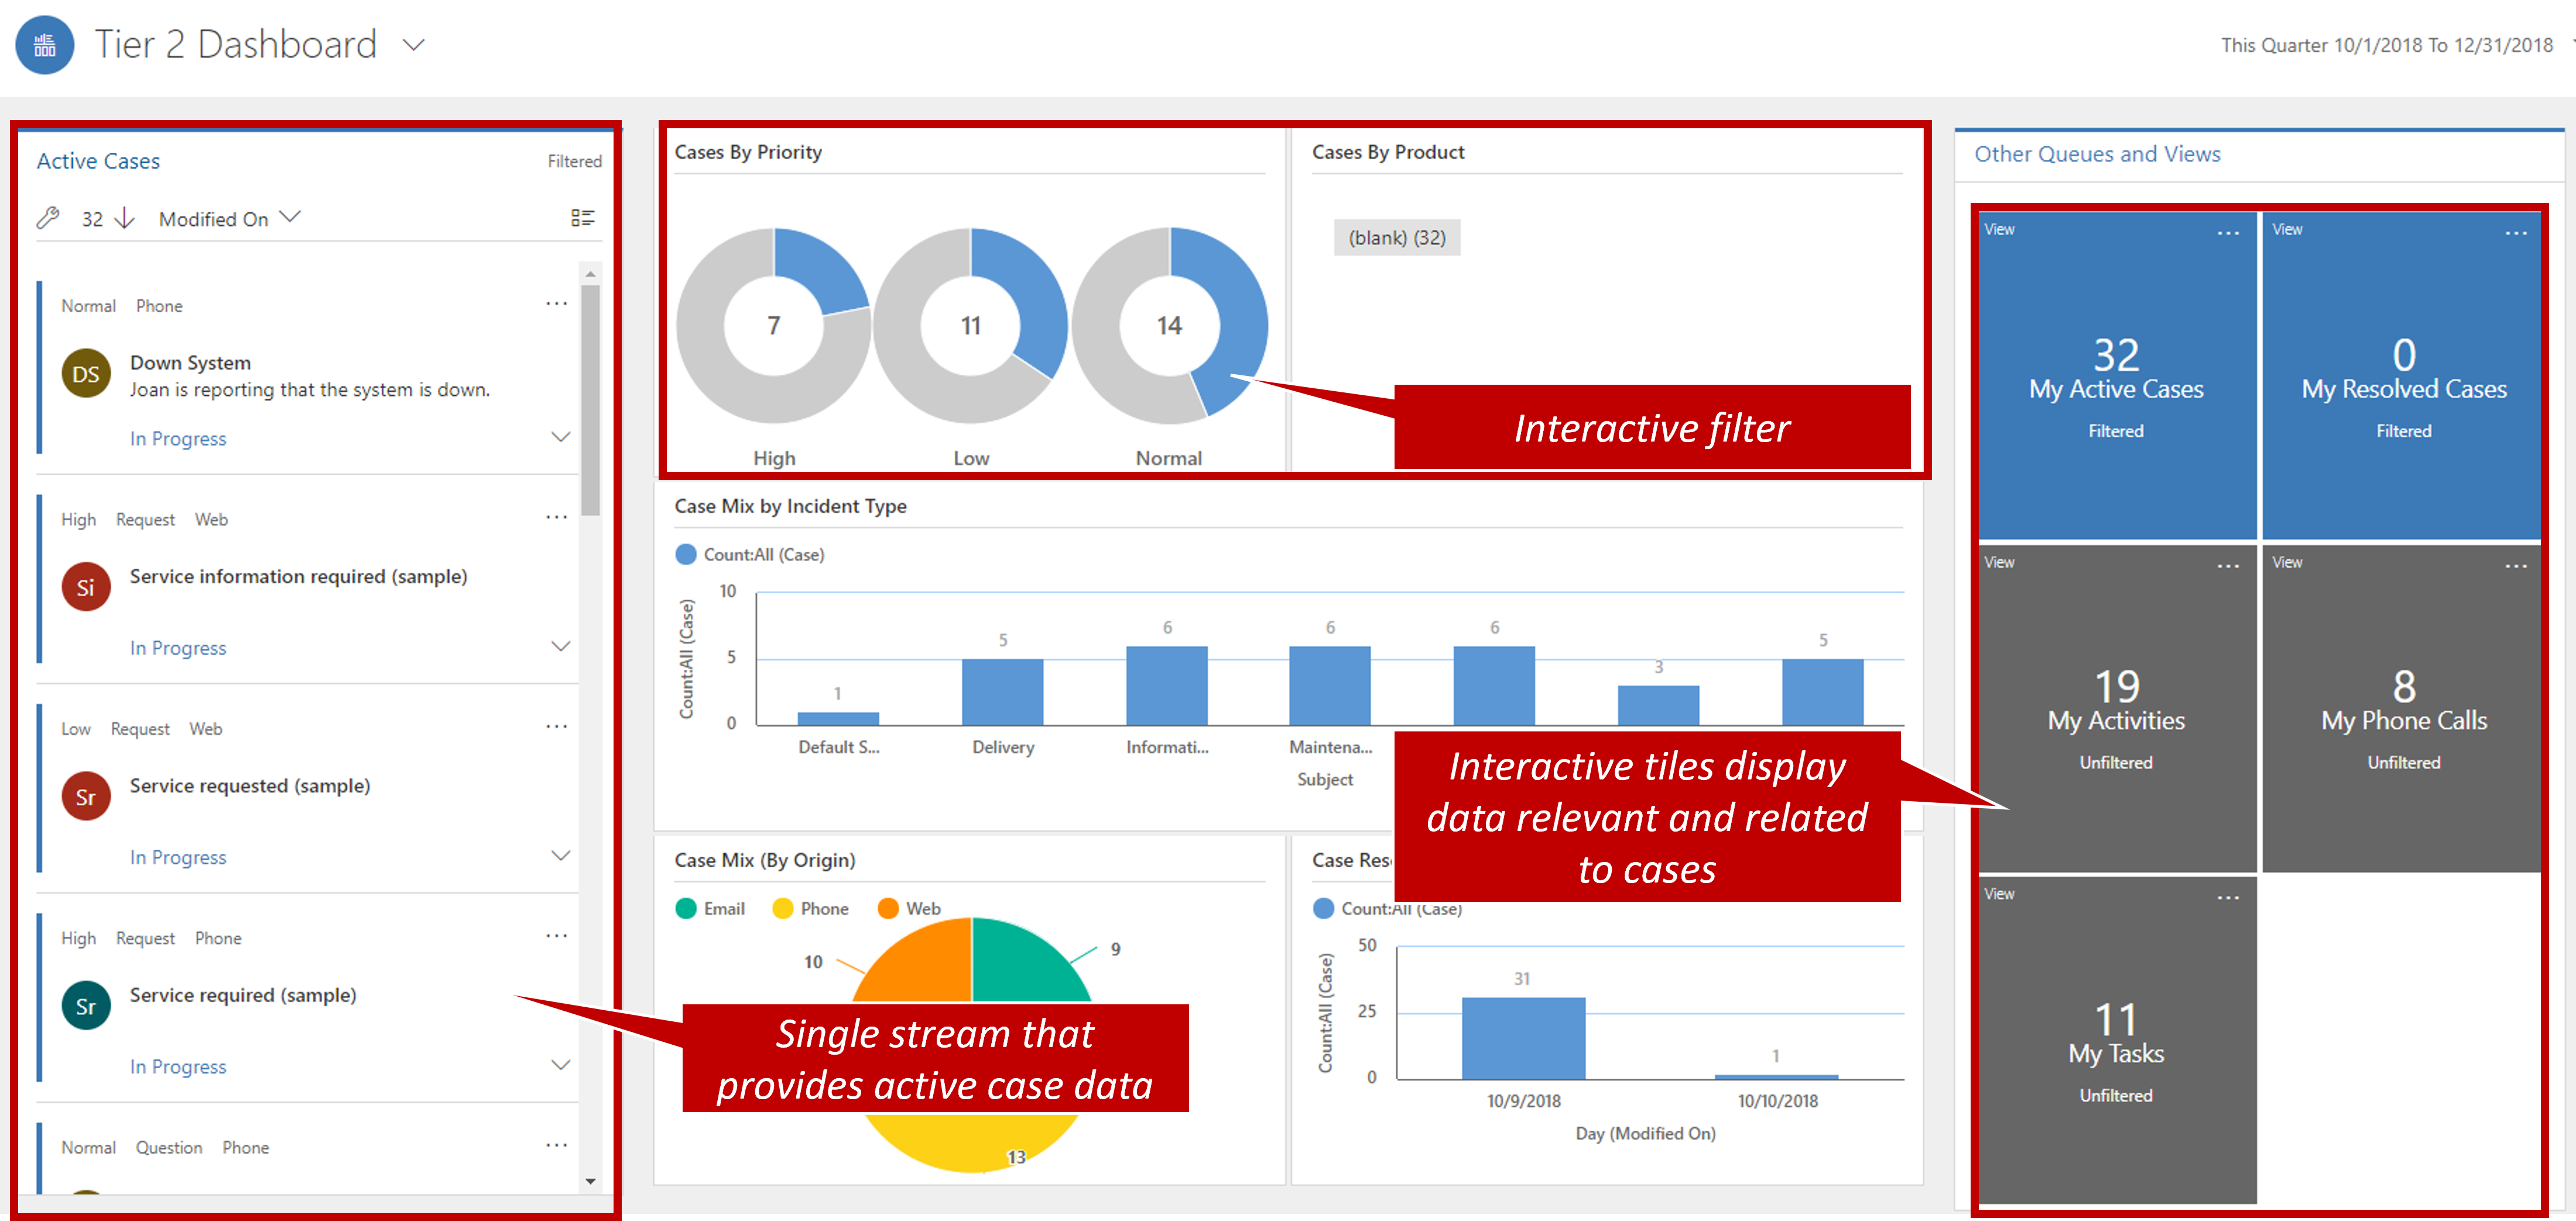 Tier 2 Dashboard
This Quarter 10/1/2018 To 12/31/2018
Active Cases
Filtered
32
Modified On
Normal Phone
DS
Down System
Joan is reporting that the system is down.
In Progress
High Request Web
Si
Service information required (sample)
In Progress
Low Request Web
Sr
Service requested (sample)
In Progress
High Request Phone
Sr
Service required (sample)
In Progress
Normal Question Phone
Cases By Priority
7
11
14
High
Low
Normal
Cases By Product
(blank) (32)
Interactive filter
Case Mix by Incident Type
Count:All (Case)
Count:All (Case)
10
5
0
1
5
6
6
6
3
5
Default S...
Delivery
Informati...
Maintena...
Subject
Interactive tiles display
data relevant and related
to cases
Case Mix (By Origin)
Email
Phone
Web
10
9
13
Single stream that
provides active case data
Case Res
Count:All (Case)
Count:All (Case)
50
25
0
31
1
10/9/2018
10/10/2018
Day (Modified On)
Other Queues and Views
View
...
32
My Active Cases
Filtered
View
...
0
My Resolved Cases
Filtered
View
...
19
My Activities
Unfiltered
View
...
8
My Phone Calls
Unfiltered
View
...
11
My Tasks
Unfiltered